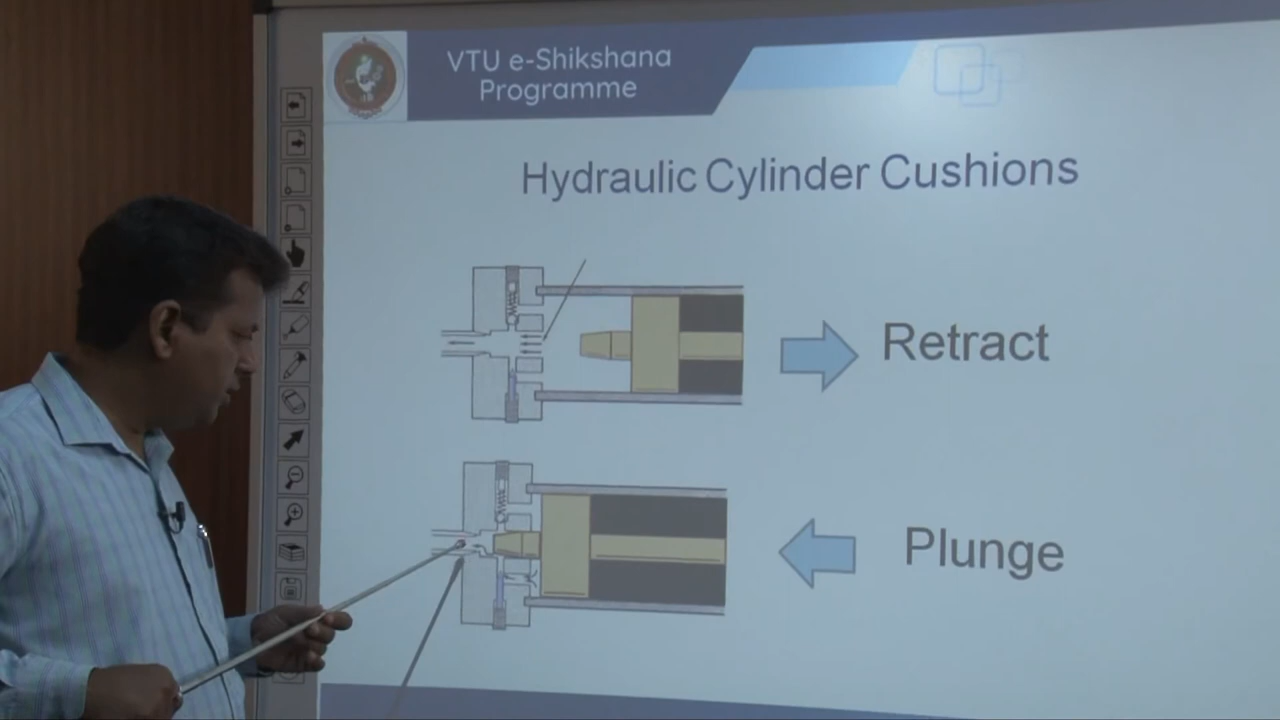 VTU e-Shikshana
Programme
Hydraulic Cylinder Cushions
Retract
Plunge